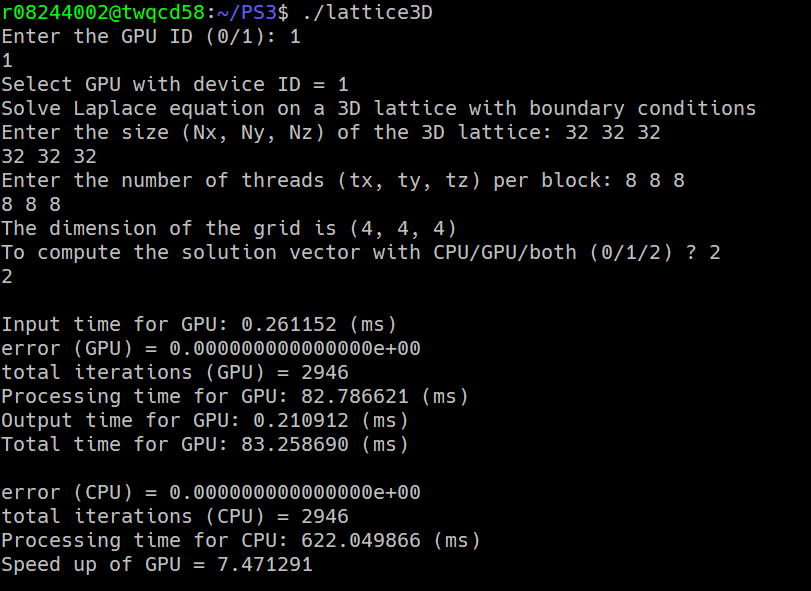 r08244002@twqcd58:~/PS3$ ./lattice3D
Enter the GPU ID (0/1): 1
1
Select GPU with device ID = 1
Solve Laplace equation on a 3D lattice with boundary conditions
Enter the size (Nx, Ny, Nz) of the 3D lattice: 32 32 32
32 32 32
Enter the number of threads (tx, ty, tz) per block: 8 8 8
8 8 8
The dimension of the grid is (4, 4, 4)
To compute the solution vector with CPU/GPU/both (0/1/2) ? 2
2
Input time for GPU: 0.261152 (ms)
error (GPU) = 0.000000000000000e+00
total iterations (GPU) = 2946
Processing time for GPU: 82.786621 (ms)
Output time for GPU: 0.210912 (ms)
Total time for GPU: 83.258690 (ms)
error (CPU) = 0.000000000000000e+00
total iterations (CPU) = 2946
Processing time for CPU: 622.049866 (ms)
Speed up of GPU = 7.471291